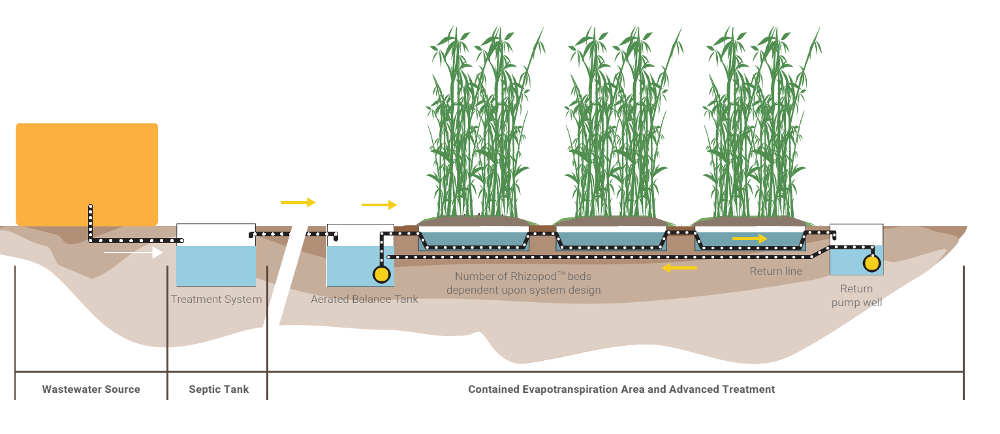 Number of Rhizopod™ beds
dependent upon system design
Return line
Treatment System
Aerated Balance Tank
Return
pump well
Wastewater Source
Septic Tank
Contained Evapotranspiration Area and Advanced Treatment